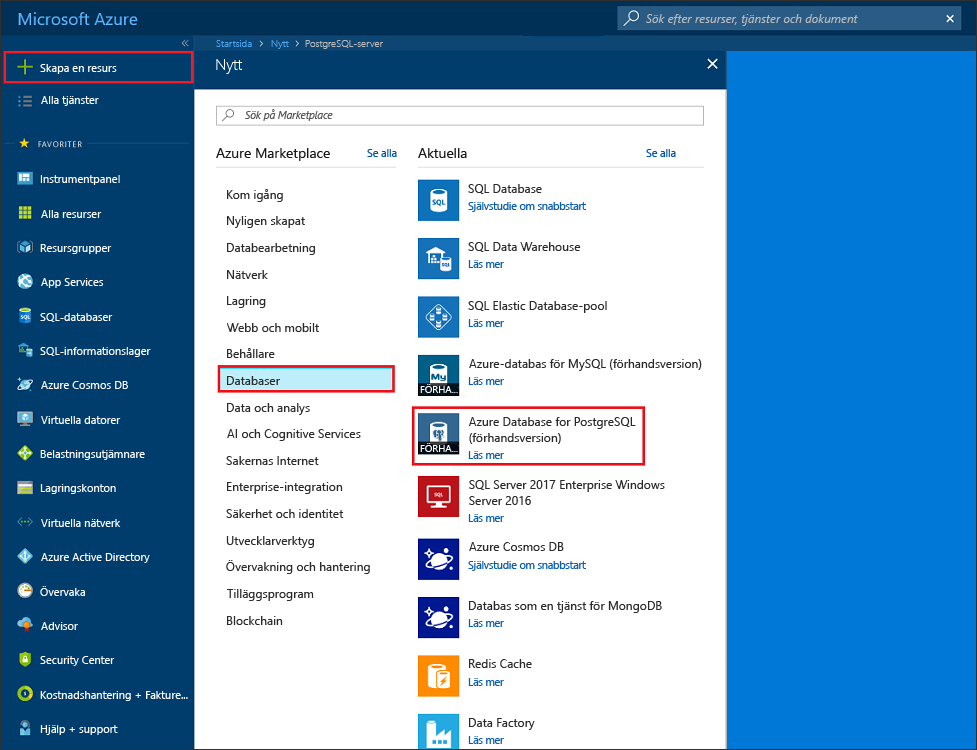 Microsoft Azure
Sök efter resurser, tjänster och dokument
Startsida > Nytt > PostgreSQL-server
Skapa en resurs
Alla tjänster
FAVORITER
Instrumentpanel
Alla resurser
Resursgrupper
App Services
SQL-databaser
SQL-informationslager
Azure Cosmos DB
Virtuella datorer
Belastningsutjämnare
Lagringskonton
Virtuella nätverk
Azure Active Directory
Övervaka
Advisor
Security Center
Kostnadshantering + Fakture...
Hjälp + support
Nytt
Sök på Marketplace
Azure Marketplace
Se alla
Kom igång
Nyligen skapat
Databearbetning
Nätverk
Lagring
Webb och mobilt
Behållare
Databaser
Data och analys
AI och Cognitive Services
Sakernas Internet
Enterprise-integration
Säkerhet och identitet
Utvecklarverktyg
Övervakning och hantering
Tilläggsprogram
Blockchain
Aktuella
Se alla
SQL
SQL Database
Självstudie om snabbstart
SQL
SQL Data Warehouse
Läs mer
SQL Elastic Database-pool
Läs mer
My
FÖRHA...
Azure-databas för MySQL (förhandsversion)
Läs mer
FÖRHA...
Azure Database for PostgreSQL
(förhandsversion)
Läs mer
SQL
SQL Server 2017 Enterprise Windows
Server 2016
Läs mer
Azure Cosmos DB
Självstudie om snabbstart
Databas som en tjänst för MongoDB
Läs mer
Redis Cache
Läs mer
Data Factory
Läs mer